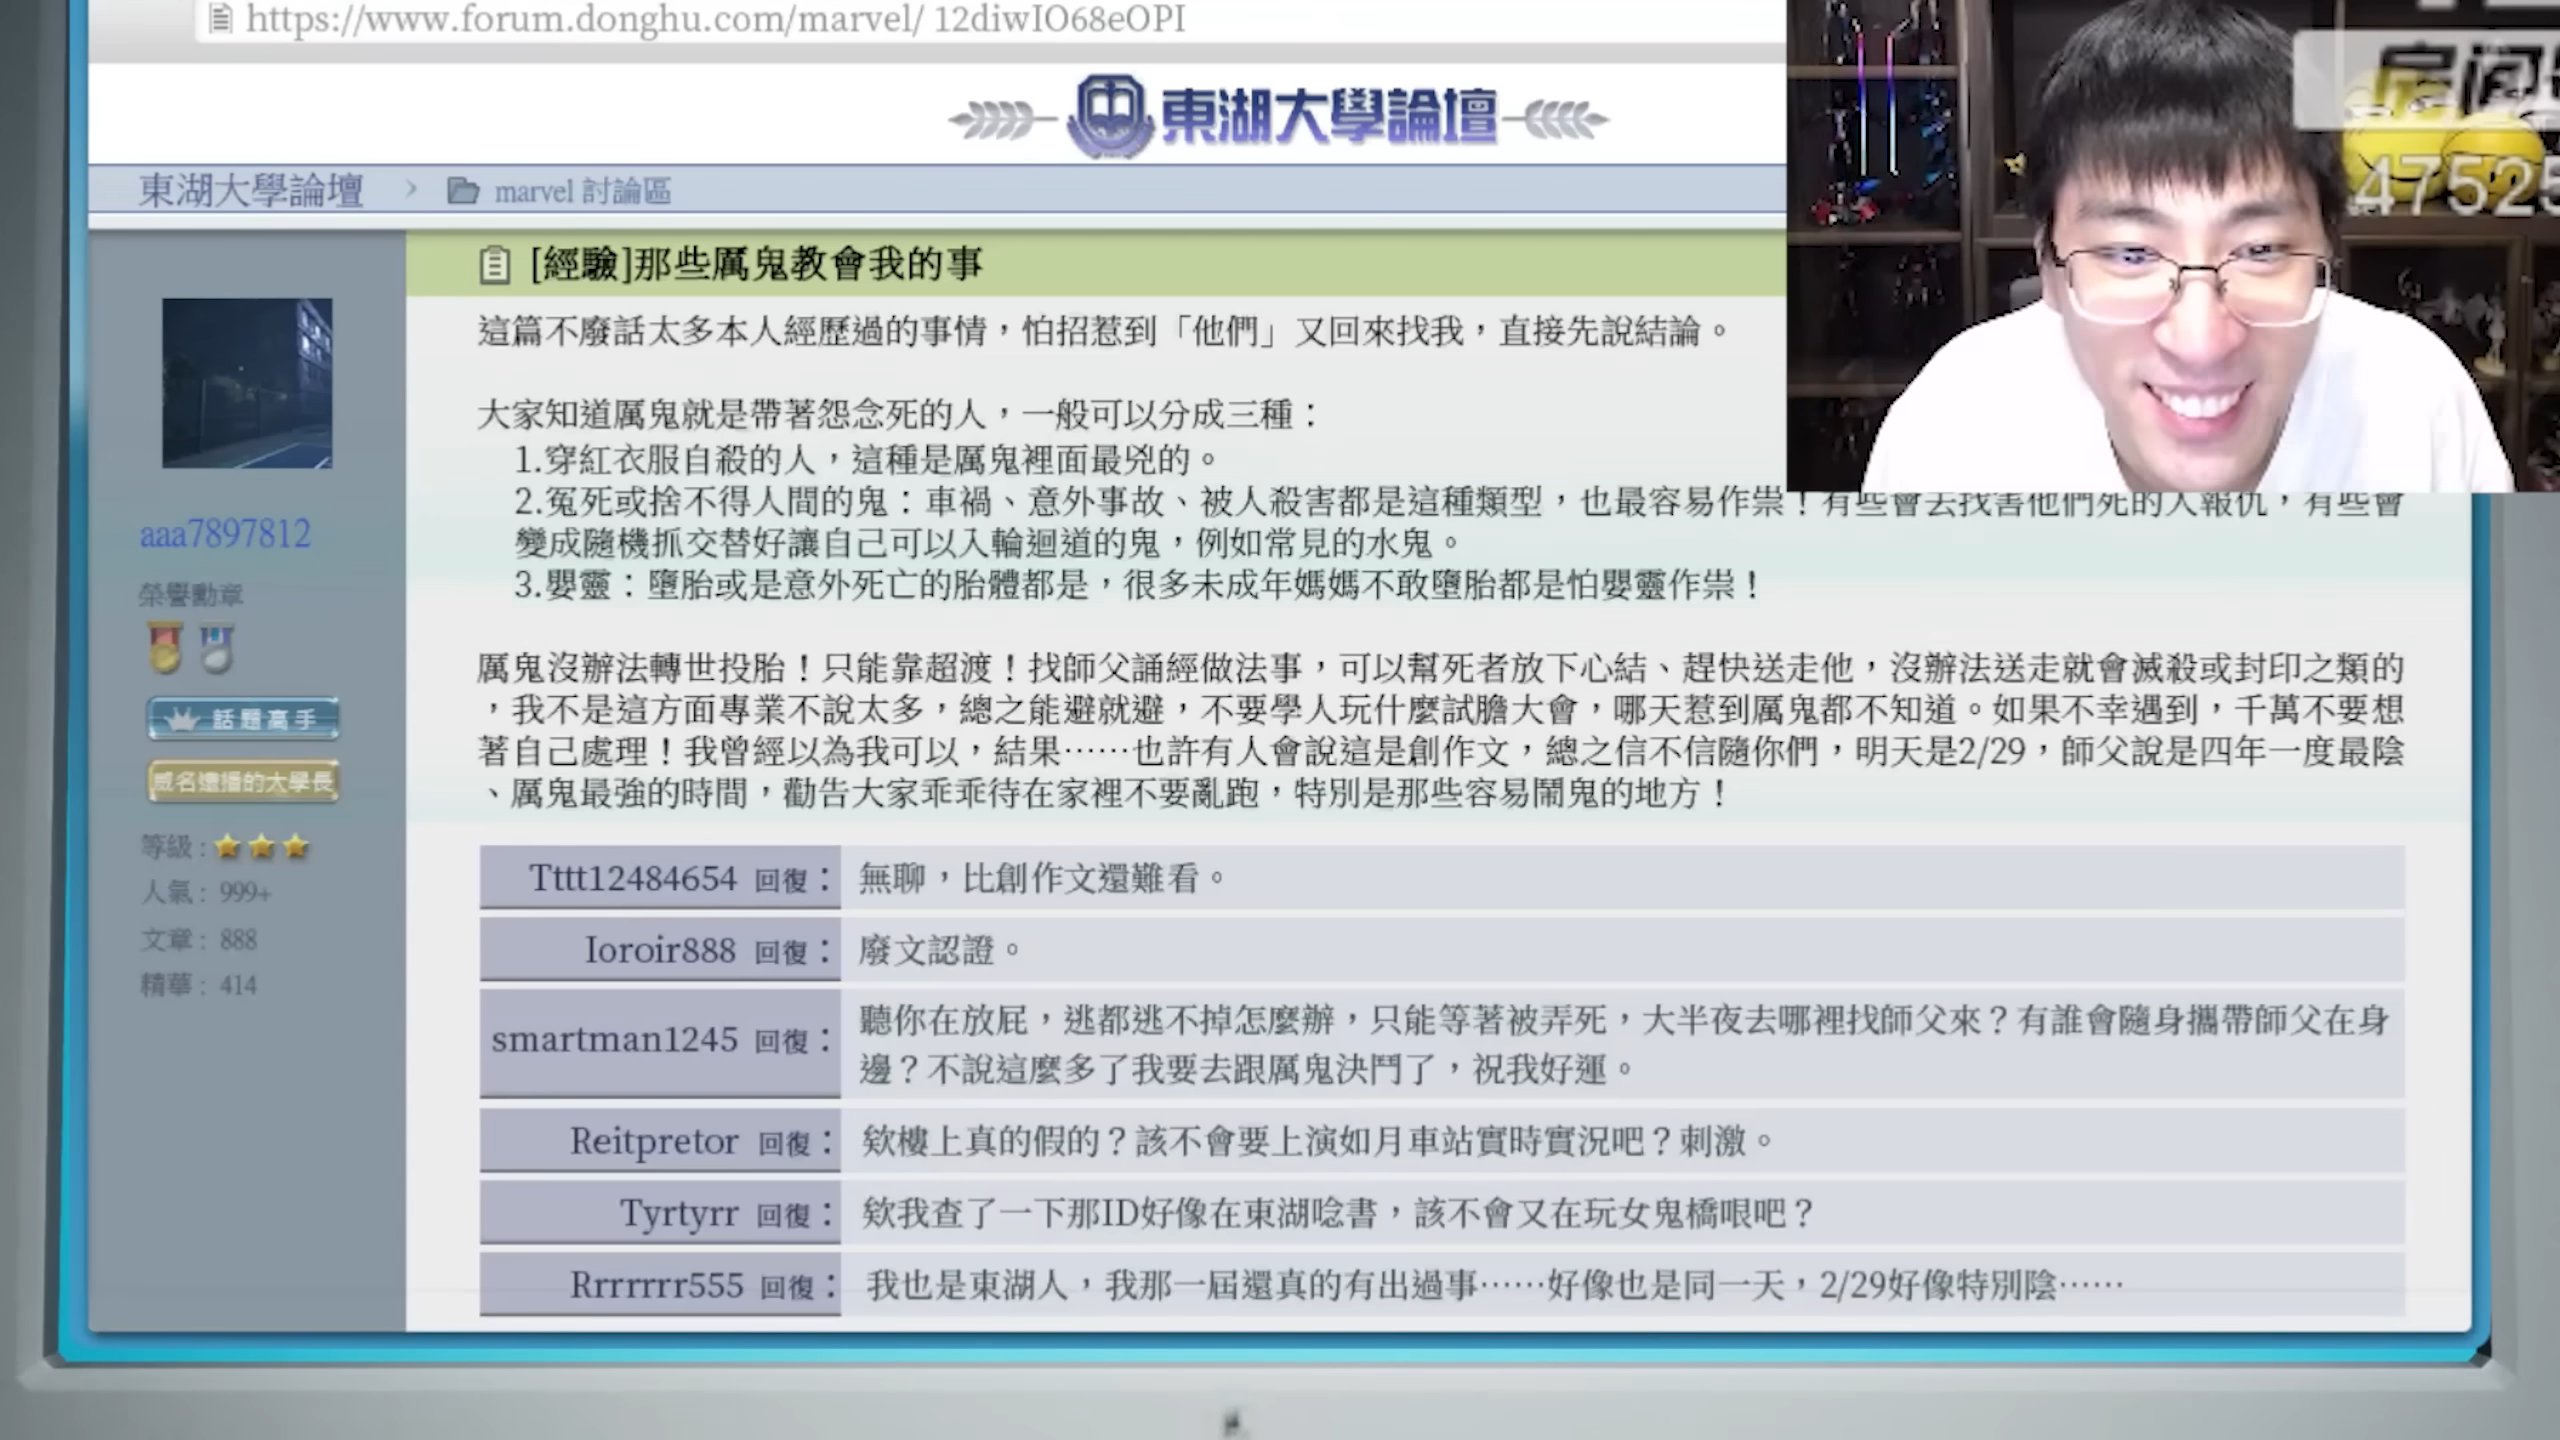 https://www.forum.donghu.com/marvel/ 12diwIO68eOPI
東湖大學論壇
東湖大學論壇 > marvel 討論區
47525
[經驗]那些厲鬼教會我的事
這篇不廢話太多本人經歷過的事情，怕招惹到「他們」又回來找我，直接先說結論。
大家知道厲鬼就是帶著怨念死的人，一般可以分成三種：
1.穿紅衣服自殺的人，這種是厲鬼裡面最兇的。
2.冤死或捨不得人間的鬼：車禍、意外事故、被人殺害都是這種類型，也最容易作祟！有些會去找害他們死的人報仇，有些會
變成隨機抓交替好讓自己可以入輪迴道的鬼，例如常見的水鬼。
3.嬰靈：墮胎或是意外死亡的胎體都是，很多未成年媽媽不敢墮胎都是怕嬰靈作祟！
厲鬼沒辦法轉世投胎！只能靠超渡！找師父誦經做法事，可以幫死者放下心結、趕快送走他，沒辦法送走就會滅殺或封印之類的
，我不是這方面專業不說太多，總之能避就避，不要學人玩什麼試膽大會，哪天惹到厲鬼都不知道。如果不幸遇到，千萬不要想
著自己處理！我曾經以為我可以，結果……也許有人會說這是創作文，總之信不信隨你們，明天是2/29，師父說是四年一度最陰
、厲鬼最強的時間，勸告大家乖乖待在家裡不要亂跑，特別是那些容易鬧鬼的地方！
aaa7897812
榮譽勳章
話題高手
威名遠播的大學長
等級：
人氣： 999+
文章： 888
精華： 414
Tttt12484654 回復： 無聊，比創作文還難看。
Ioroir888 回復： 廢文認證。
smartman1245 回復： 聽你在放屁，逃都逃不掉怎麼辦，只能等著被弄死，大半夜去哪裡找師父來？有誰會隨身攜帶師父在身
邊？不說這麼多了我要去跟厲鬼決鬥了，祝我好運。
Reitpretor 回復： 欸樓上真的假的？該不會要上演如月車站實時實況吧？刺激。
Tyrtyrr 回復： 欸我查了一下那ID好像在東湖唸書，該不會又在玩女鬼橋哏吧？
Rrrrrrr555 回復： 我也是東湖人，我那一屆還真的有出過事……好像也是同一天，2/29好像特別陰……